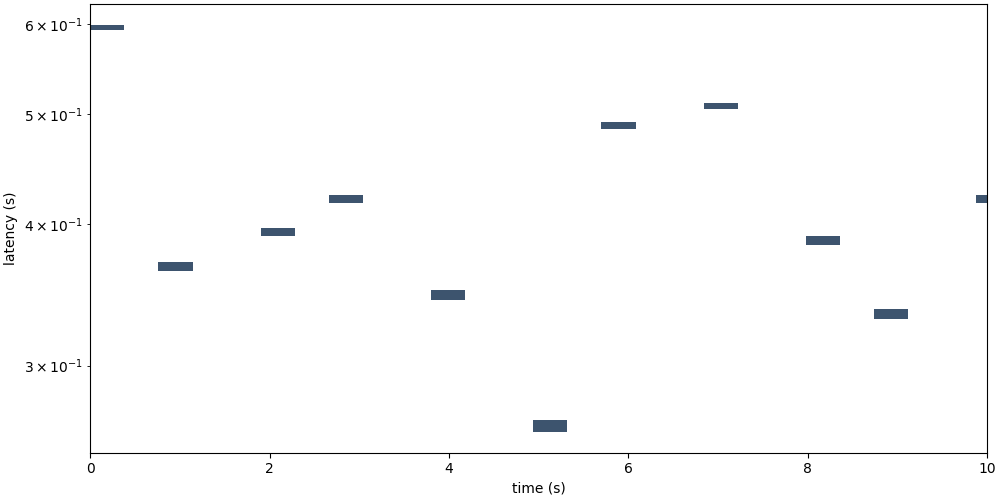 6 × 10⁻¹
5 × 10⁻¹
4 × 10⁻¹
3 × 10⁻¹
latency (s)
0 2 4 6 8 10
time (s)